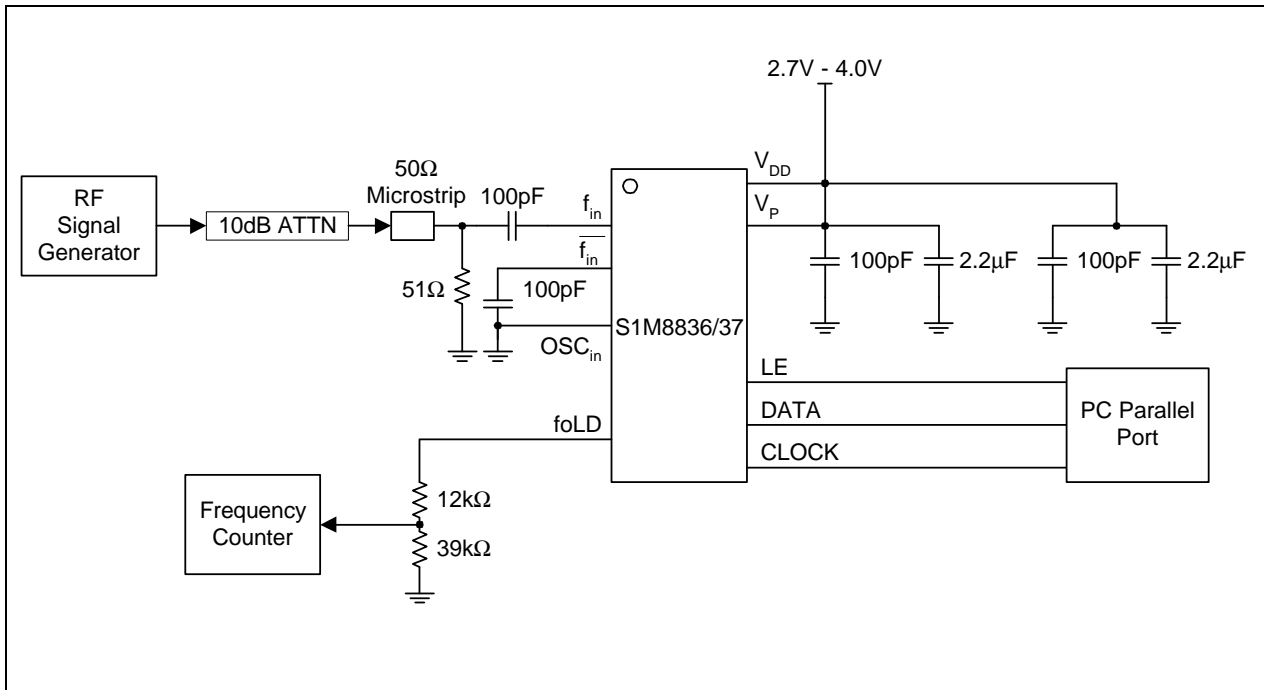 2.7V - 4.0V
RF
Signal
Generator
10dB ATTN
50Ω
Microstrip
100pF
51Ω
100pF
f_in
f̅_i̅n̅
OSC_in
foLD
S1M8836/37
V_DD
V_P
100pF
2.2μF
100pF
2.2μF
LE
DATA
CLOCK
PC Parallel
Port
Frequency
Counter
12kΩ
39kΩ